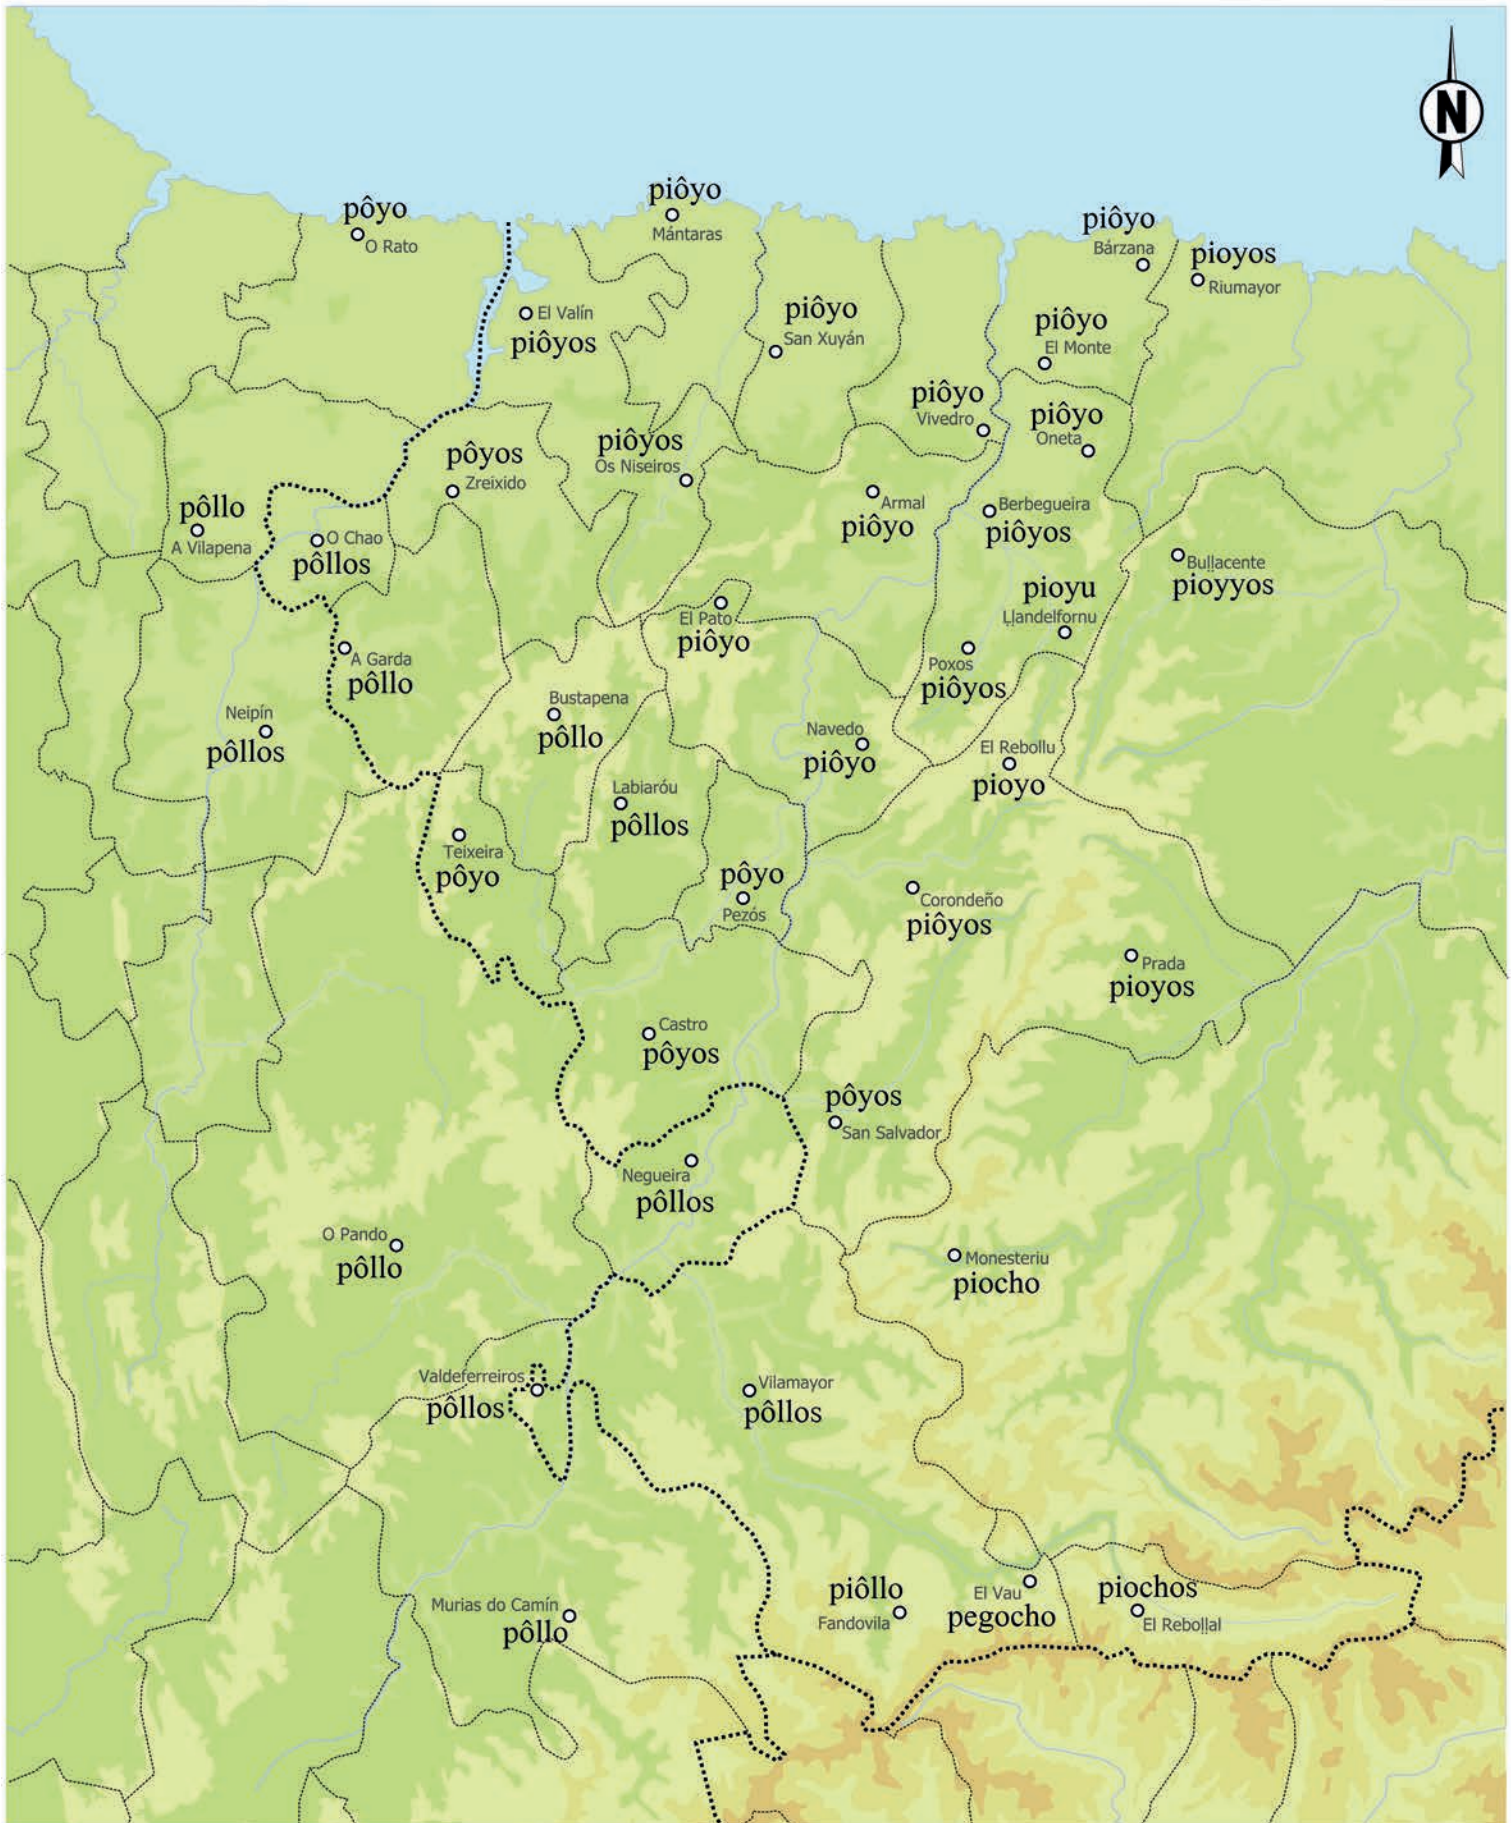 N
piôyo
Mántaras
pôyo
O Rato
piôyo
Bárzana
pioyos
Riumayor
El Valín
piôyos
piôyo
San Xuyán
piôyo
El Monte
piôyo
Vivedro
piôyo
Oneta
piôyos
Os Niseiros
pôyos
Zreixido
Armal
piôyo
Berbegueira
piôyos
pôllo
A Vilapena
O Chao
pôllos
Buḷḷacente
pioyyos
pioyu
Ḷḷandelfornu
El Pato
piôyo
A Garda
pôllo
Poxos
piôyos
Bustapena
pôllo
Neipín
pôllos
Navedo
piôyo
El Rebollu
pioyo
Labiaróu
pôllos
Teixeira
pôyo
pôyo
Pezós
Corondeño
piôyos
Prada
pioyos
Castro
pôyos
pôyos
San Salvador
Negueira
pôllos
O Pando
pôllo
Monesteriu
piocho
Valdeferreiros
pôllos
Vilamayor
pôllos
piôllo
Fandovila
El Vau
pegocho
piochos
El Reboḷḷal
Murias do Camín
pôllo